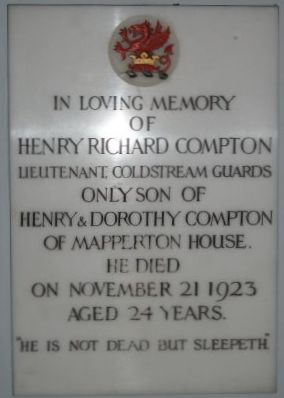 IN LOVING MEMORY
OF
HENRY RICHARD COMPTON
LIEUTENANT, COLDSTREAM GUARDS
ONLY SON OF
HENRY & DOROTHY COMPTON
OF MAPPERTON HOUSE.
HE DIED
ON NOVEMBER 21 1923
AGED 24 YEARS.
"HE IS NOT DEAD BUT SLEEPETH."